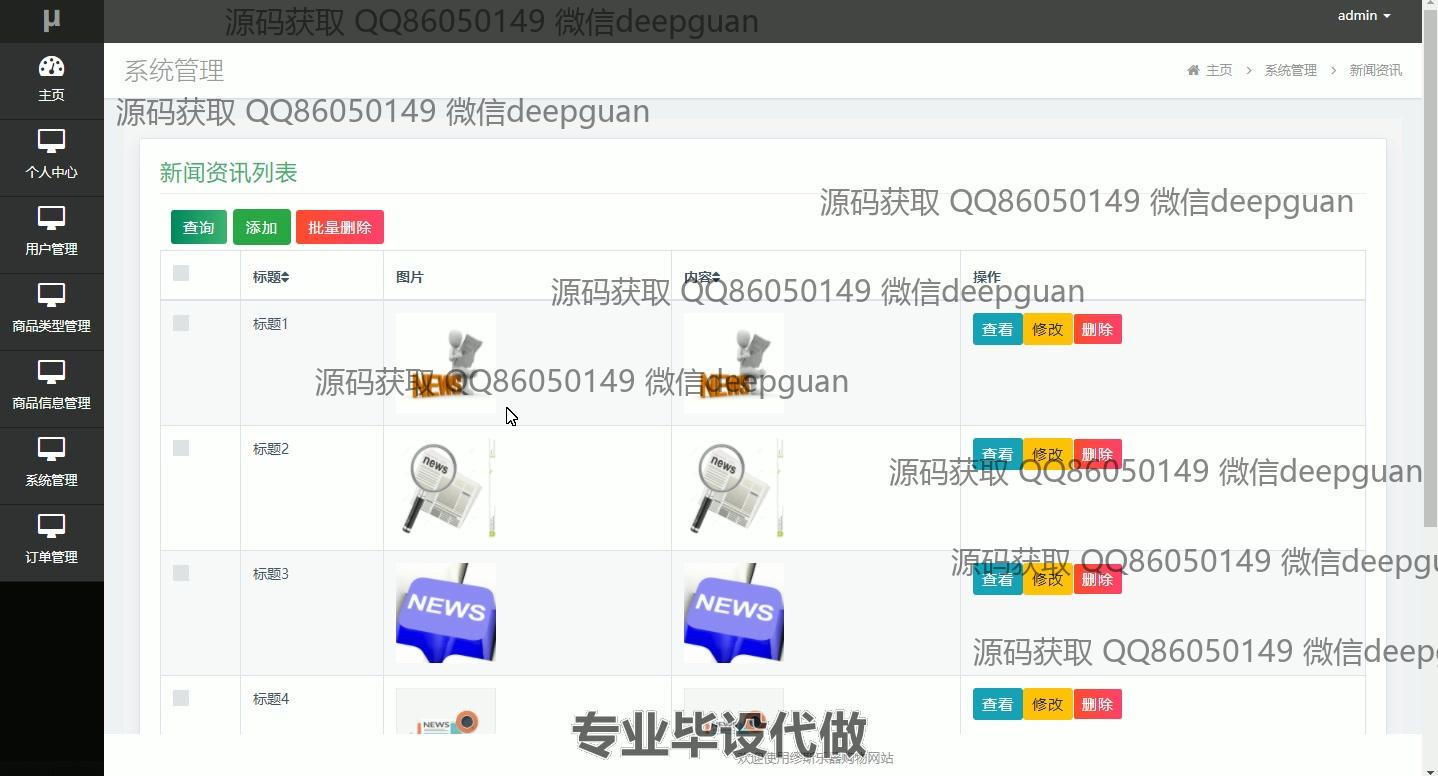 μ
源码获取 QQ86050149 微信deepguan
admin
主页
系统管理
主页 > 系统管理 > 新闻资讯
源码获取 QQ86050149 微信deepguan
个人中心
新闻资讯列表
源码获取 QQ86050149 微信deepguan
查询 添加 批量删除
用户管理
标题 图片 内容 操作
源码获取 QQ86050149 微信deepguan
商品类型管理
标题1 NEWS NEWS 查看 修改 删除
源码获取 QQ86050149 微信deepguan
商品信息管理
标题2 news news 查看 修改 删除
源码获取 QQ86050149 微信deepguan
系统管理
订单管理
源码获取 QQ86050149 微信deepgu
标题3 NEWS NEWS 查看 修改 删除
源码获取 QQ86050149 微信deep
标题4 NEWS 查看 修改 删除
专业毕设代做
欢迎使用缪斯乐器购物网站